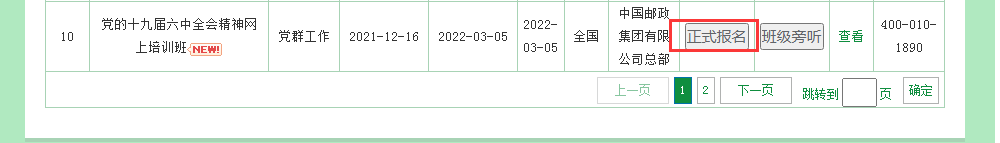 中国邮政
党的十九届六中全会精神网
2022-
400-010-
10 党群工作 2021-12-16 2022-03-05 全国 集团有限 正式报名 班级旁听 查看
上培训班 NEW!
03-05
1890
公司总部
上一页 1 2 下一页 跳转到 页 确定